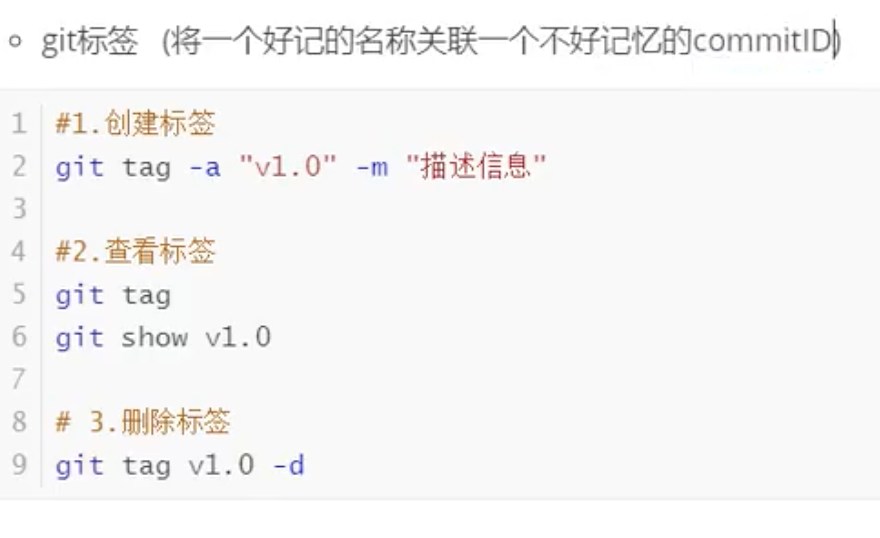 git标签 (将一个好记的名称关联一个不好记忆的commitID)
1 #1.创建标签
2 git tag -a "v1.0" -m "描述信息"
3
4 #2.查看标签
5 git tag
6 git show v1.0
7
8 # 3.删除标签
9 git tag v1.0 -d